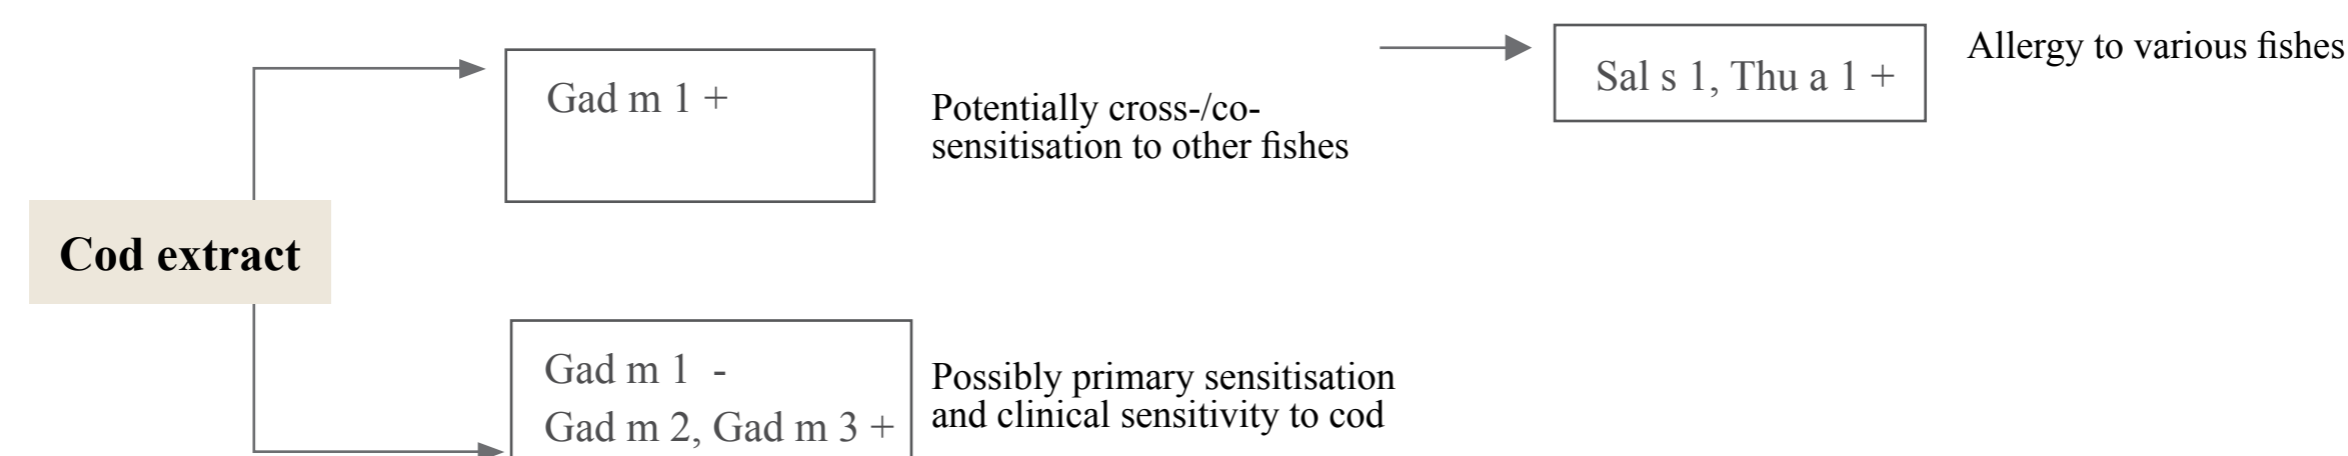 Cod extract
Gad m 1 +
Potentially cross-/co-
sensitisation to other fishes
Sal s 1, Thu a 1 +
Allergy to various fishes
Gad m 1 -
Gad m 2, Gad m 3 +
Possibly primary sensitisation
and clinical sensitivity to cod